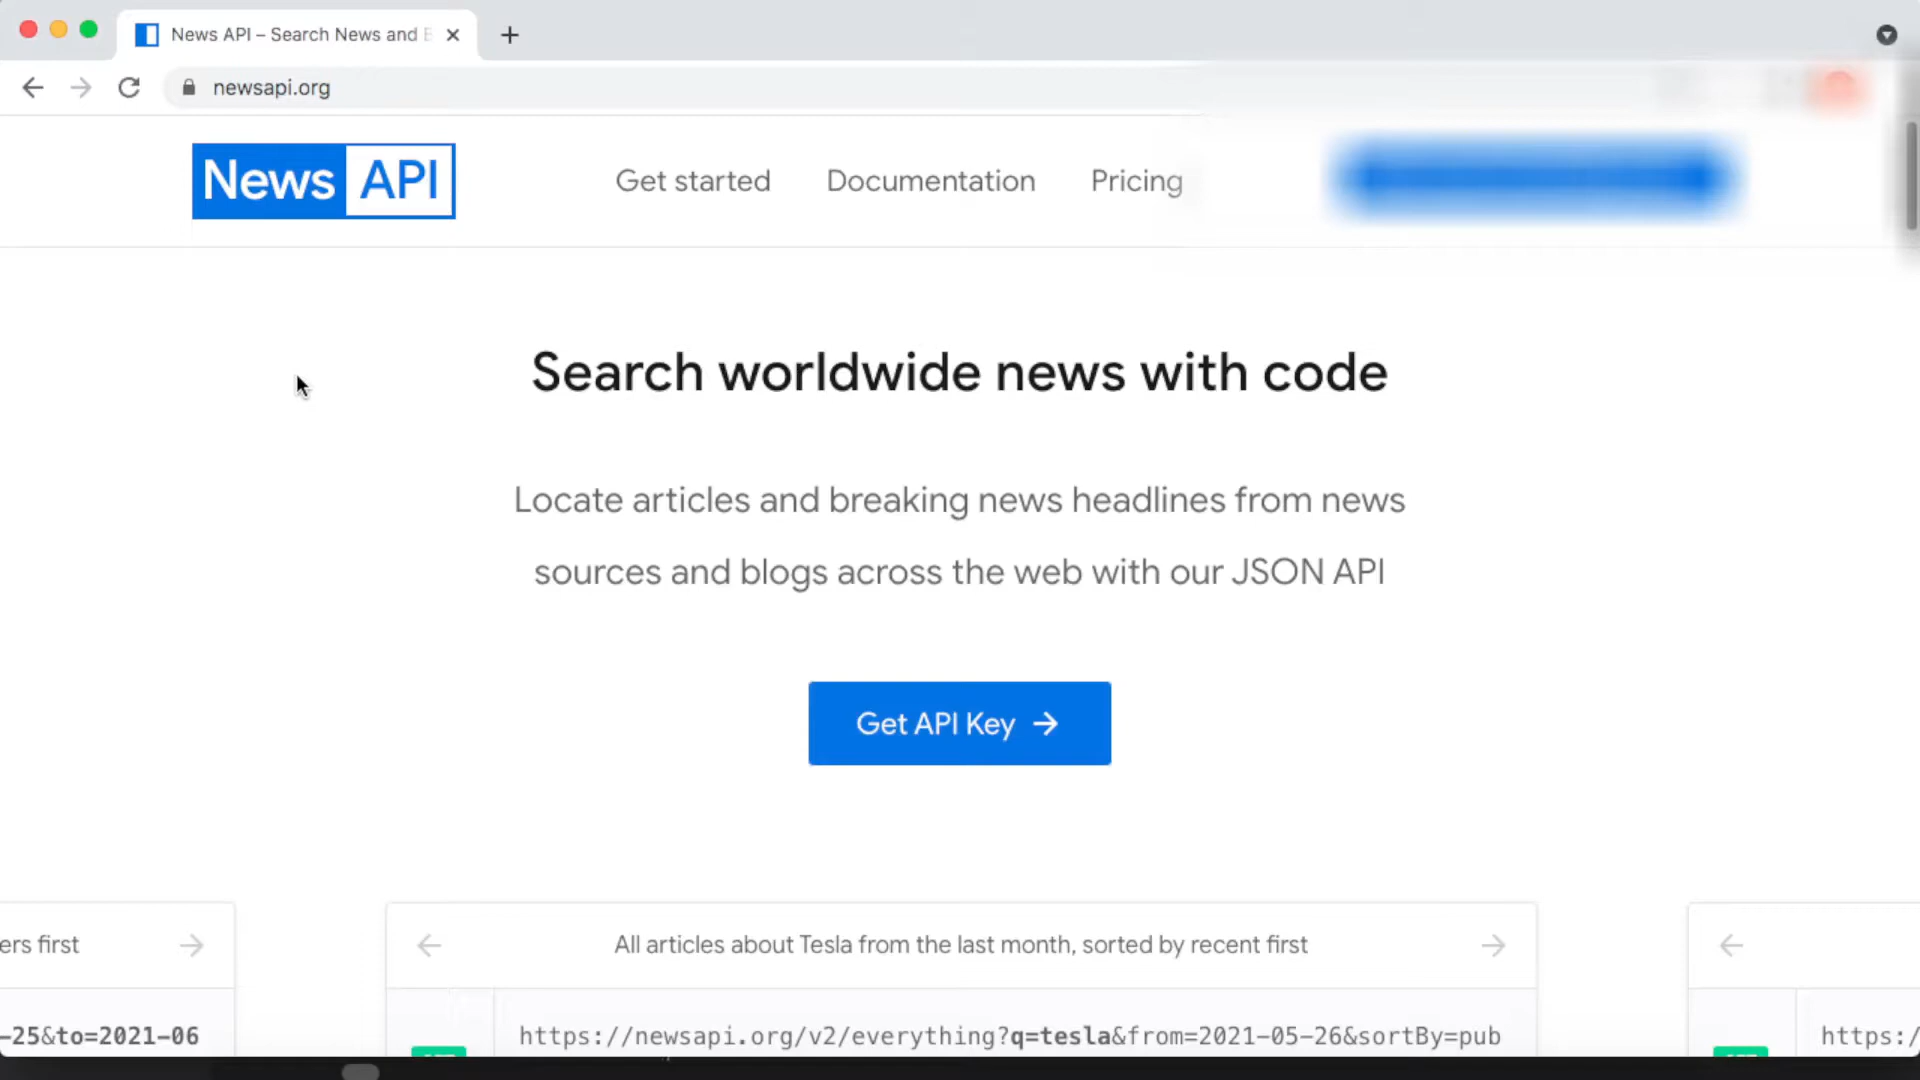 News API – Search News and B
newsapi.org
News API
Get started
Documentation
Pricing
Search worldwide news with code
Locate articles and breaking news headlines from news
sources and blogs across the web with our JSON API
Get API Key →
ers first →
← All articles about Tesla from the last month, sorted by recent first →
←
-25&to=2021-06
https://newsapi.org/v2/everything?q=tesla&from=2021-05-26&sortBy=pub
https:/